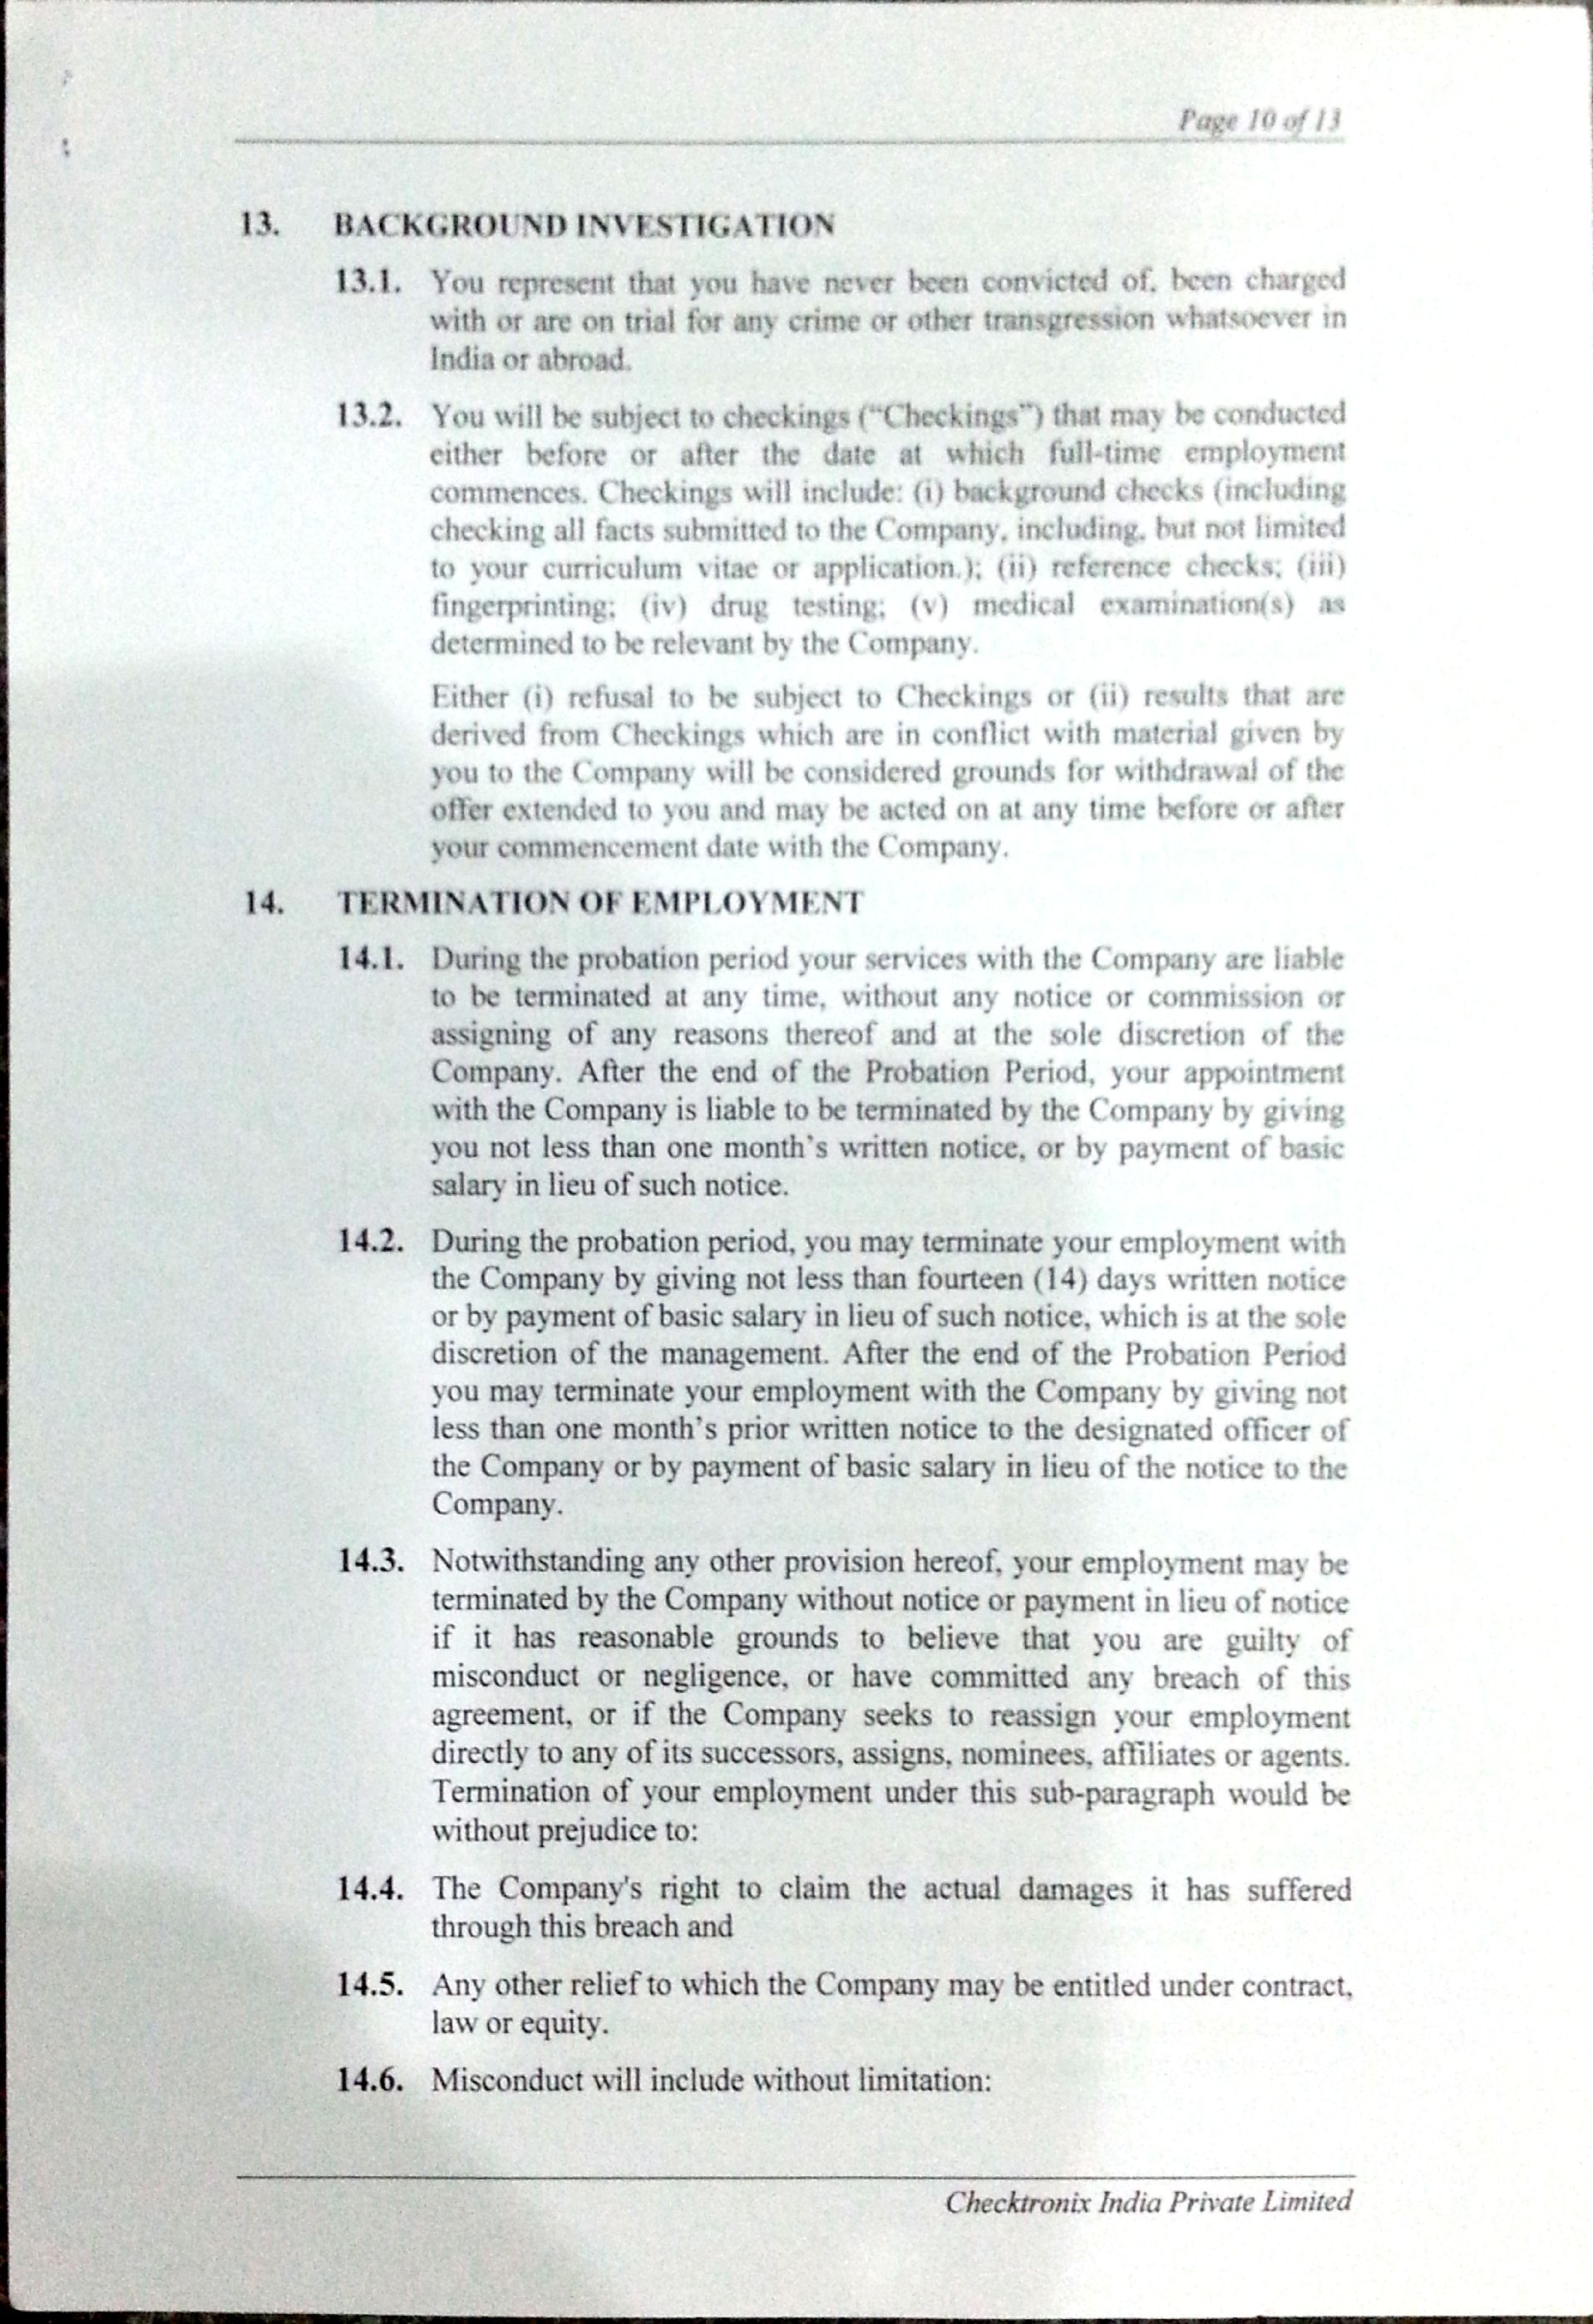 Page 10 of 13
13. BACKGROUND INVESTIGATION
13.1. You represent that you have never been convicted of, been charged
with or are on trial for any crime or other transgression whatsoever in
India or abroad.
13.2. You will be subject to checkings ("Checkings") that may be conducted
either before or after the date at which full-time employment
commences. Checkings will include: (i) background checks (including
checking all facts submitted to the Company, including, but not limited
to your curriculum vitae or application.); (ii) reference checks; (iii)
fingerprinting; (iv) drug testing; (v) medical examination(s) as
determined to be relevant by the Company.
Either (i) refusal to be subject to Checkings or (ii) results that are
derived from Checkings which are in conflict with material given by
you to the Company will be considered grounds for withdrawal of the
offer extended to you and may be acted on at any time before or after
your commencement date with the Company.
14. TERMINATION OF EMPLOYMENT
14.1. During the probation period your services with the Company are liable
to be terminated at any time, without any notice or commission or
assigning of any reasons thereof and at the sole discretion of the
Company. After the end of the Probation Period, your appointment
with the Company is liable to be terminated by the Company by giving
you not less than one month's written notice, or by payment of basic
salary in lieu of such notice.
14.2. During the probation period, you may terminate your employment with
the Company by giving not less than fourteen (14) days written notice
or by payment of basic salary in lieu of such notice, which is at the sole
discretion of the management. After the end of the Probation Period
you may terminate your employment with the Company by giving not
less than one month's prior written notice to the designated officer of
the Company or by payment of basic salary in lieu of the notice to the
Company.
14.3. Notwithstanding any other provision hereof, your employment may be
terminated by the Company without notice or payment in lieu of notice
if it has reasonable grounds to believe that you are guilty of
misconduct or negligence, or have committed any breach of this
agreement, or if the Company seeks to reassign your employment
directly to any of its successors, assigns, nominees, affiliates or agents.
Termination of your employment under this sub-paragraph would be
without prejudice to:
14.4. The Company's right to claim the actual damages it has suffered
through this breach and
14.5. Any other relief to which the Company may be entitled under contract,
law or equity.
14.6. Misconduct will include without limitation:
Checktronix India Private Limited